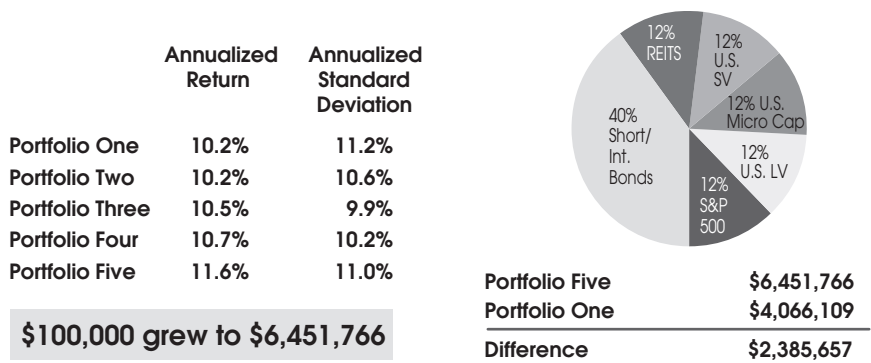 Annualized Annualized
Return Standard
Deviation
Portfolio One 10.2% 11.2%
Portfolio Two 10.2% 10.6%
Portfolio Three 10.5% 9.9%
Portfolio Four 10.7% 10.2%
Portfolio Five 11.6% 11.0%
$100,000 grew to $6,451,766
12%
REITS
12%
U.S.
SV
12% U.S.
Micro Cap
12%
U.S. LV
12%
S&P
500
40%
Short/
Int.
Bonds
Portfolio Five $6,451,766
Portfolio One $4,066,109
Difference $2,385,657